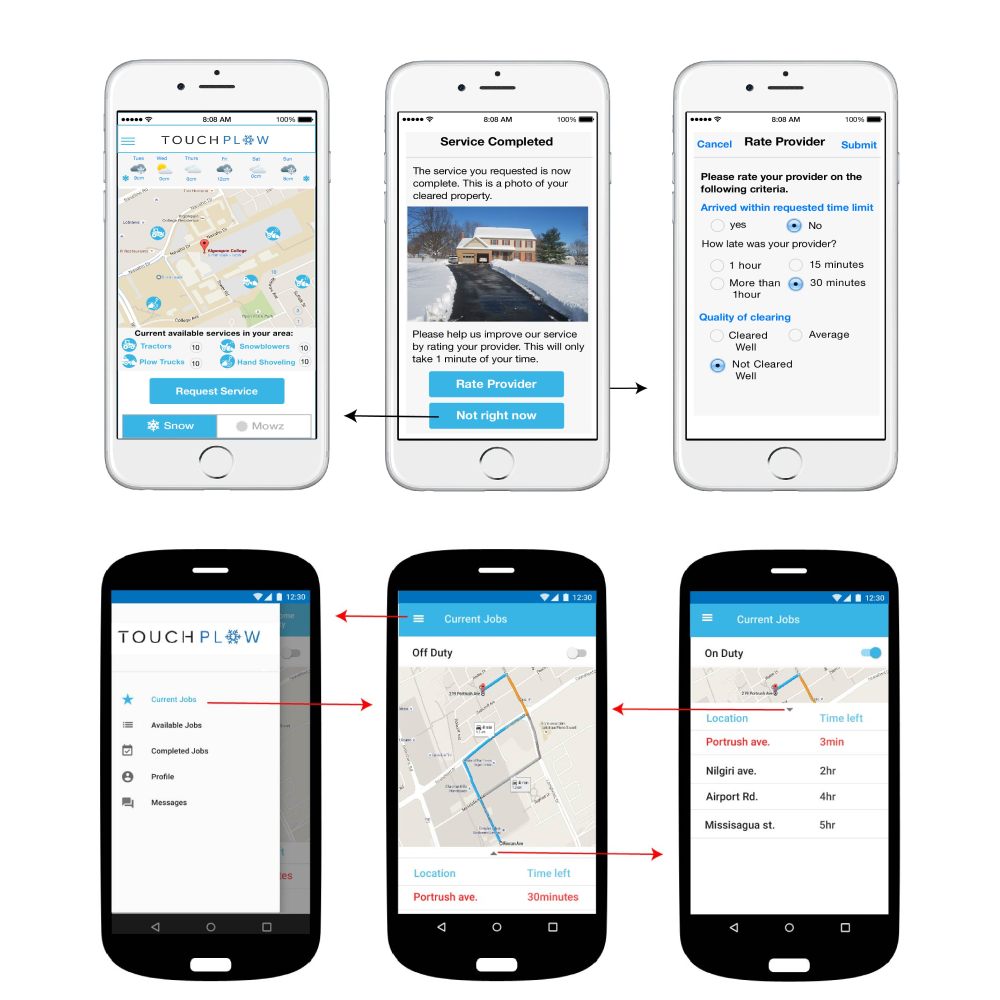 8:08 AM 100%
TOUCHPLOW
Tues Wed Thurs Fri Sat Sun
9cm 0cm 0cm 12cm 0cm 8cm
Algonquin College
Current available services in your area:
Tractors 10 Snowblowers 10
Plow Trucks 10 Hand Shoveling 10
Request Service
Snow Mowz
8:08 AM 100%
Service Completed
The service you requested is now
complete. This is a photo of your
cleared property.
Please help us improve our service
by rating your provider. This will only
take 1 minute of your time.
Rate Provider
Not right now
8:08 AM 100%
Cancel Rate Provider Submit
Please rate your provider on the
following criteria.
Arrived within requested time limit
yes No
How late was your provider?
1 hour 15 minutes
More than 30 minutes
1hour
Quality of clearing
Cleared Average
Well
Not Cleared
Well
12:30
TOUCHPLOW
Current Jobs
Available Jobs
Completed Jobs
Profile
Messages
12:30
Current Jobs
Off Duty
219 Portrush Ave
Location Time left
Portrush ave. 30minutes
12:30
Current Jobs
On Duty
219 Portrush Ave
Location Time left
Portrush ave. 3min
Nilgiri ave. 2hr
Airport Rd. 4hr
Missisagua st. 5hr